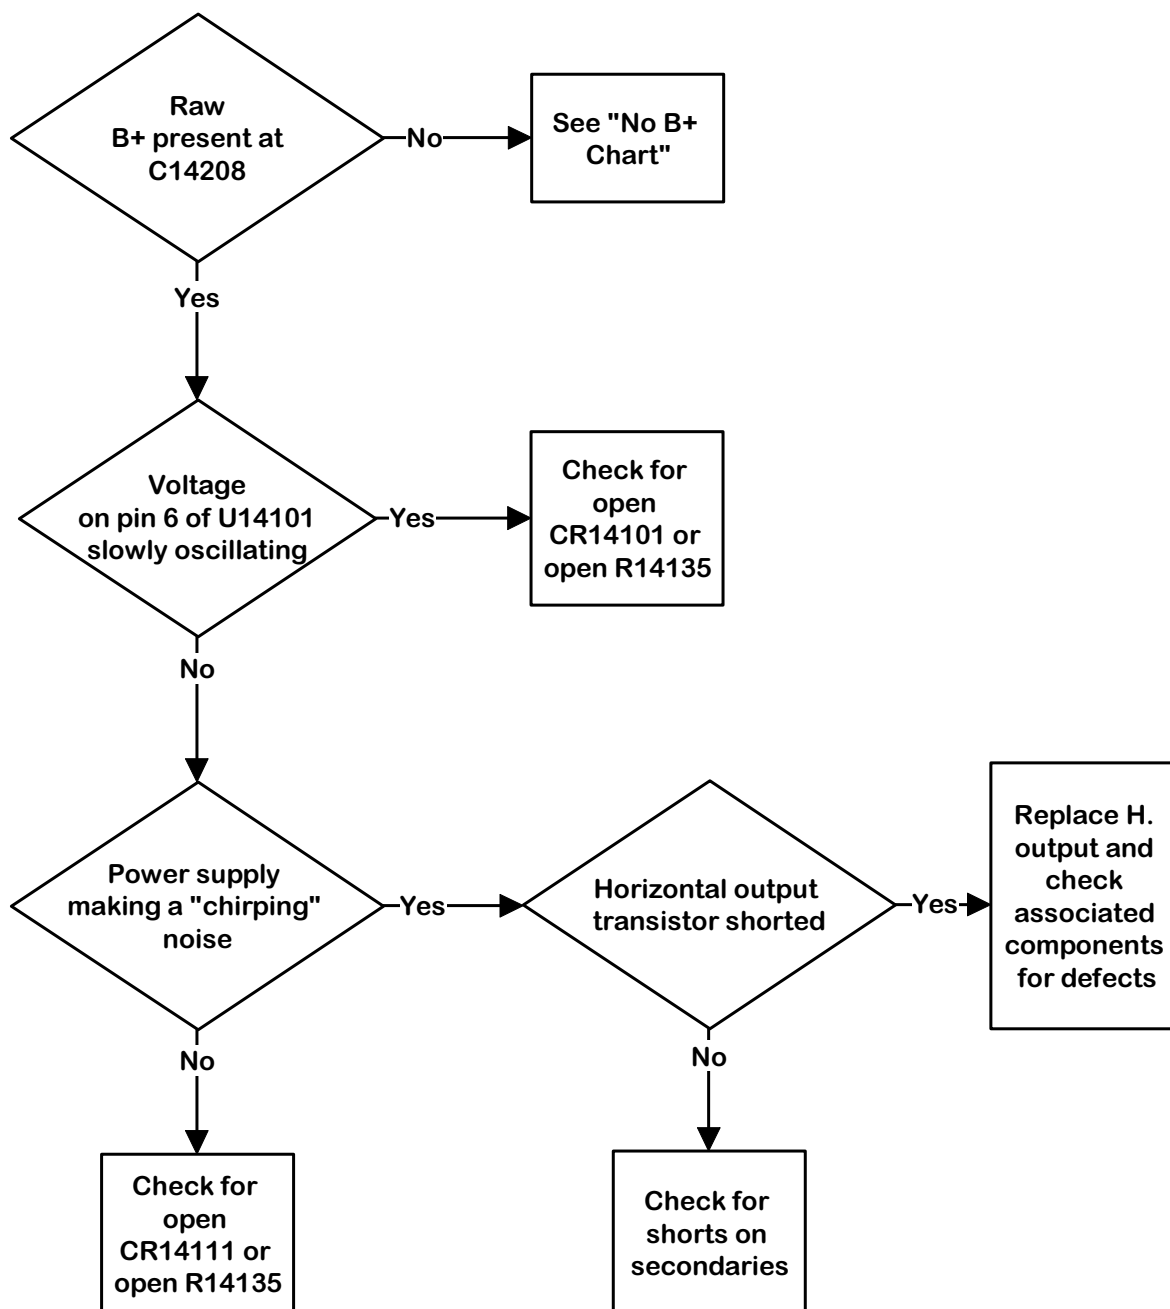 Raw
B+ present at
C14208
No
See "No B+
Chart"
Yes
Voltage
on pin 6 of U14101
slowly oscillating
Yes
Check for
open
CR14101 or
open R14135
No
Power supply
making a "chirping"
noise
Yes
Horizontal output
transistor shorted
Yes
Replace H.
output and
check
associated
components
for defects
No
Check for
open
CR14111 or
open R14135
No
Check for
shorts on
secondaries